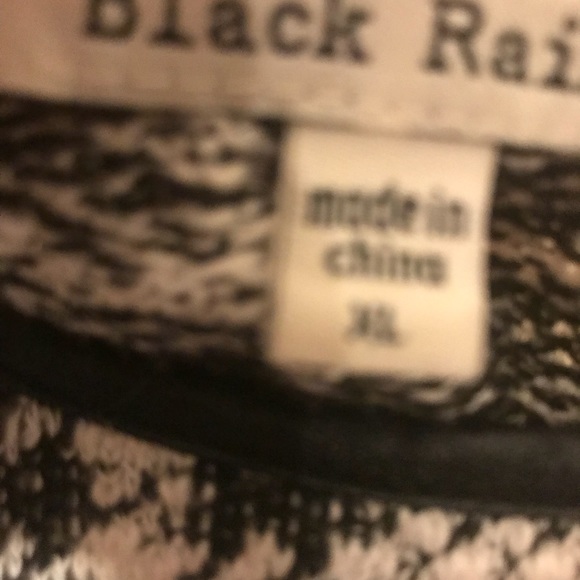 Black Rai
made in
china
XL